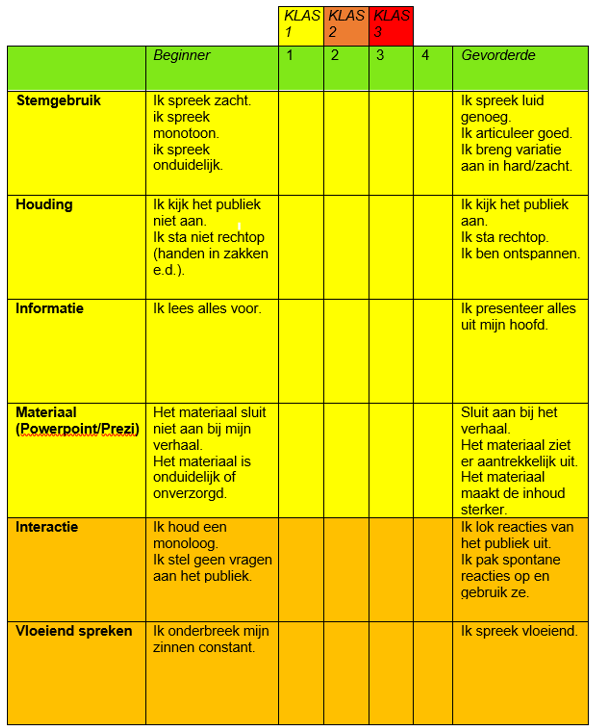 KLAS 1
KLAS 2
KLAS 3
Beginner
1
2
3
4
Gevorderde
Stemgebruik
Ik spreek zacht.
ik spreek
monotoon.
ik spreek
onduidelijk.
Ik spreek luid
genoeg.
Ik articuleer goed.
Ik breng variatie
aan in hard/zacht.
Houding
Ik kijk het publiek
niet aan.
Ik sta niet rechtop
(handen in zakken
e.d.).
Ik kijk het publiek
aan.
Ik sta rechtop.
Ik ben ontspannen.
Informatie
Ik lees alles voor.
Ik presenteer alles
uit mijn hoofd.
Materiaal
(Powerpoint/Prezi)
Het materiaal sluit
niet aan bij mijn
verhaal.
Het materiaal is
onduidelijk of
onverzorgd.
Sluit aan bij het
verhaal.
Het materiaal ziet
er aantrekkelijk uit.
Het materiaal
maakt de inhoud
sterker.
Interactie
Ik houd een
monoloog.
Ik stel geen vragen
aan het publiek.
Ik lok reacties van
het publiek uit.
Ik pak spontane
reacties op en
gebruik ze.
Vloeiend spreken
Ik onderbreek mijn
zinnen constant.
Ik spreek vloeiend.